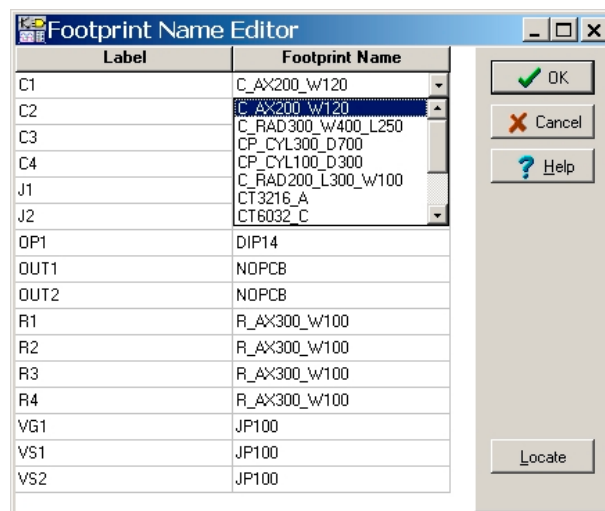 Footprint Name Editor
Label Footprint Name
C1 C_AX200_W120
C2 C_AX200_W120
C_RAD300_W400_L250
C3 CP_CYL300_D700
C4 CP_CYL100_D300
C_RAD200_L300_W100
J1 CT3216_A
J2 CT6032_C
OP1 DIP14
OUT1 NOPCB
OUT2 NOPCB
R1 R_AX300_W100
R2 R_AX300_W100
R3 R_AX300_W100
R4 R_AX300_W100
VG1 JP100
VS1 JP100
VS2 JP100
OK
Cancel
? Help
Locate